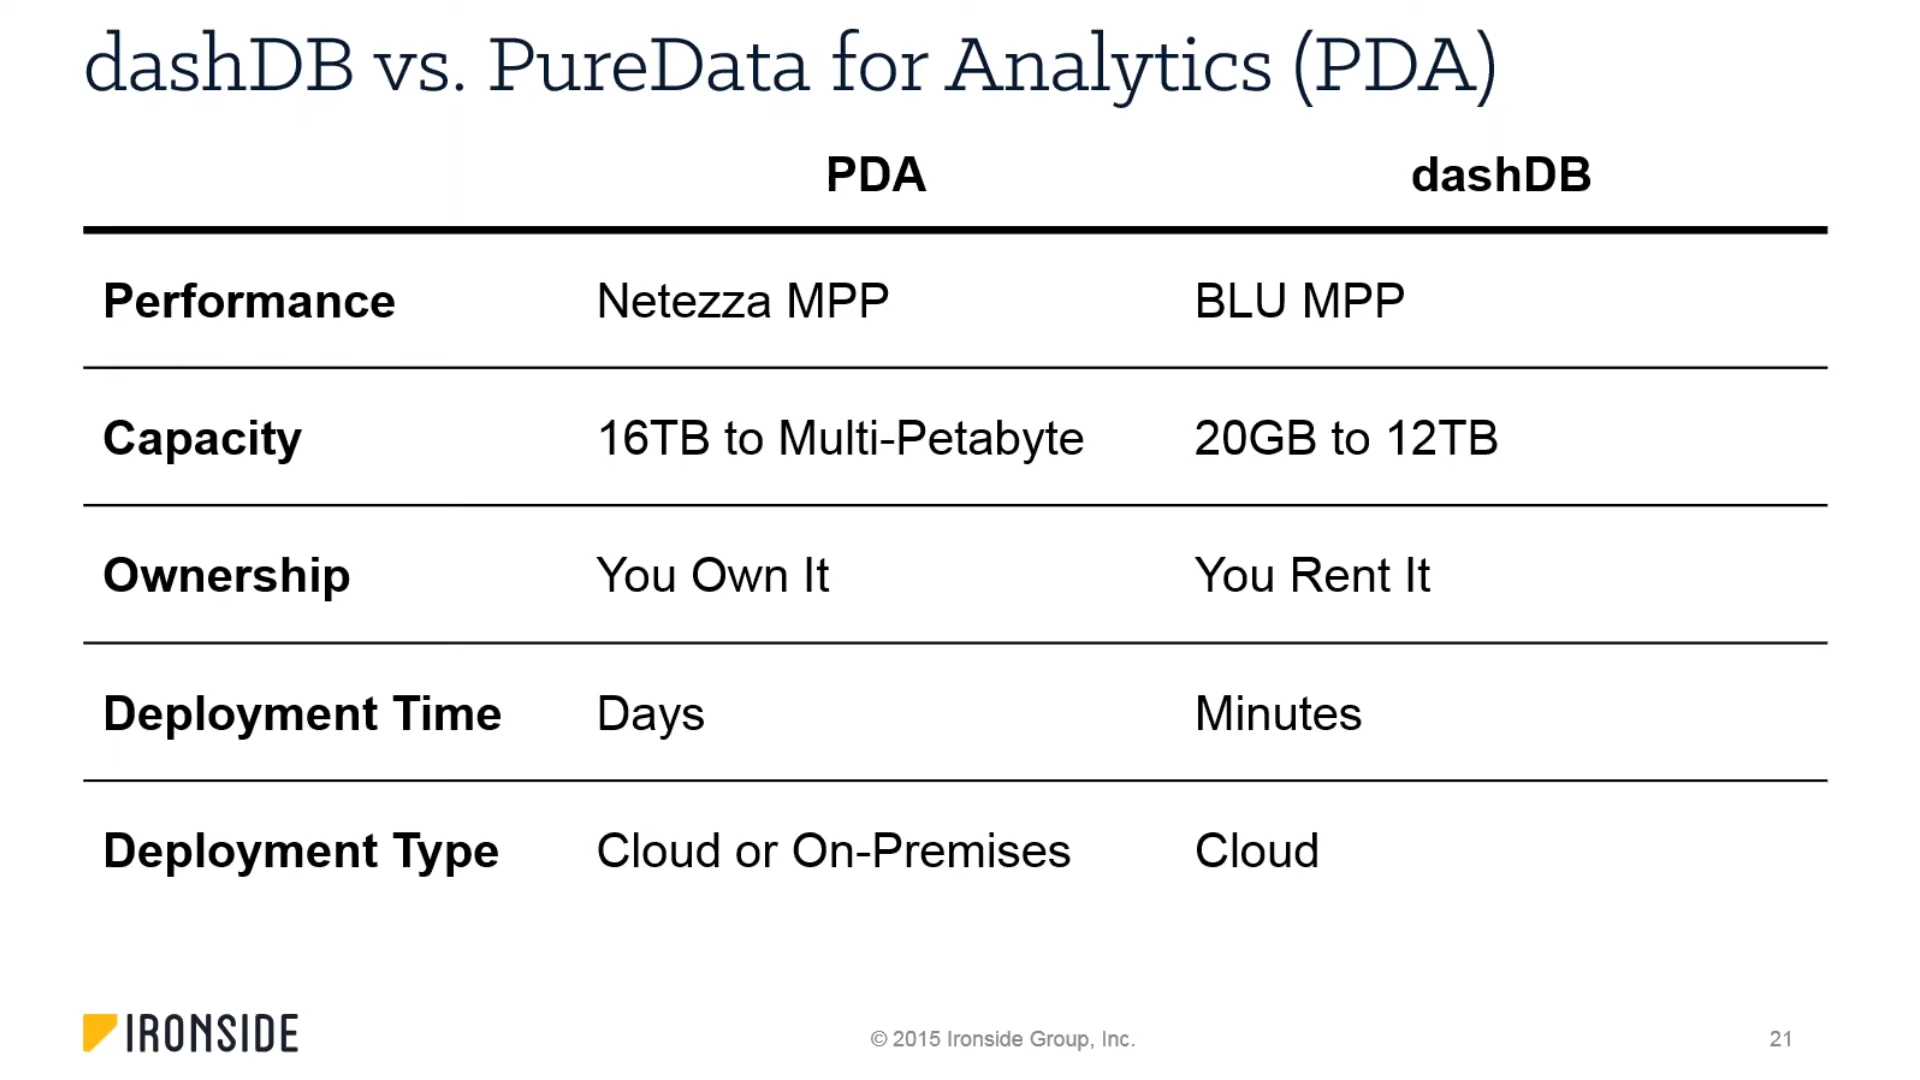 dashDB vs. PureData for Analytics (PDA)
PDA dashDB
Performance Netezza MPP BLU MPP
Capacity 16TB to Multi-Petabyte 20GB to 12TB
Ownership You Own It You Rent It
Deployment Time Days Minutes
Deployment Type Cloud or On-Premises Cloud
IRONSIDE © 2015 Ironside Group, Inc. 21